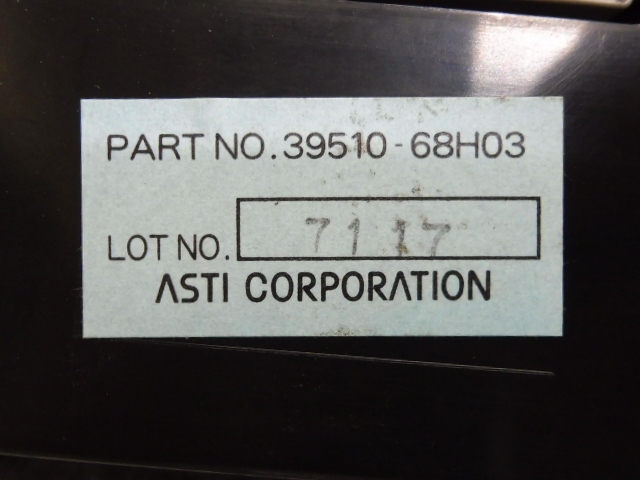 PART NO. 39510-68H03
LOT NO. 7117
ASTI CORPORATION